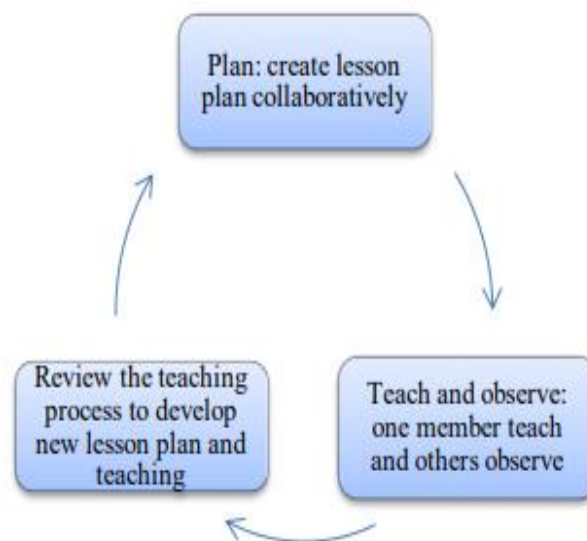 Plan: create lesson
plan collaboratively
Teach and observe:
one member teach
and others observe
Review the teaching
process to develop
new lesson plan and
teaching